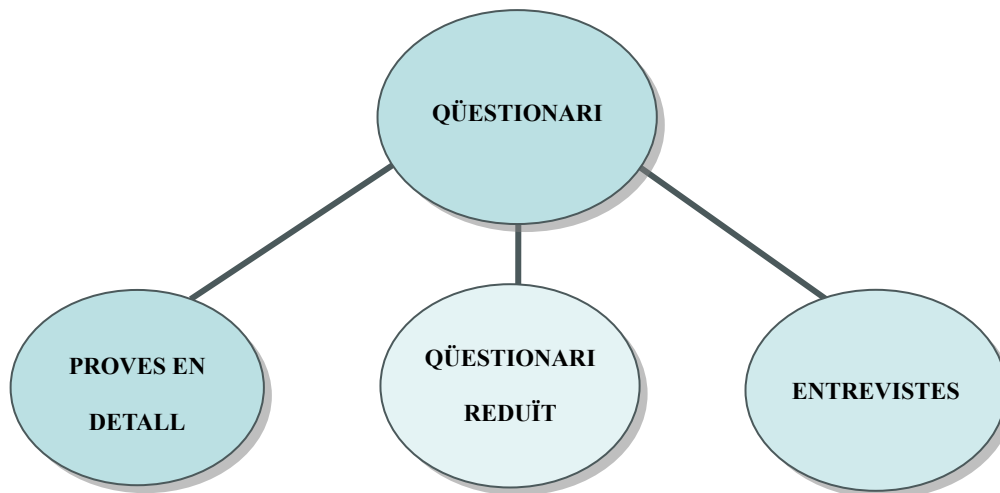 QÜESTIONARI
PROVES EN
DETALL
QÜESTIONARI
REDUÏT
ENTREVISTES